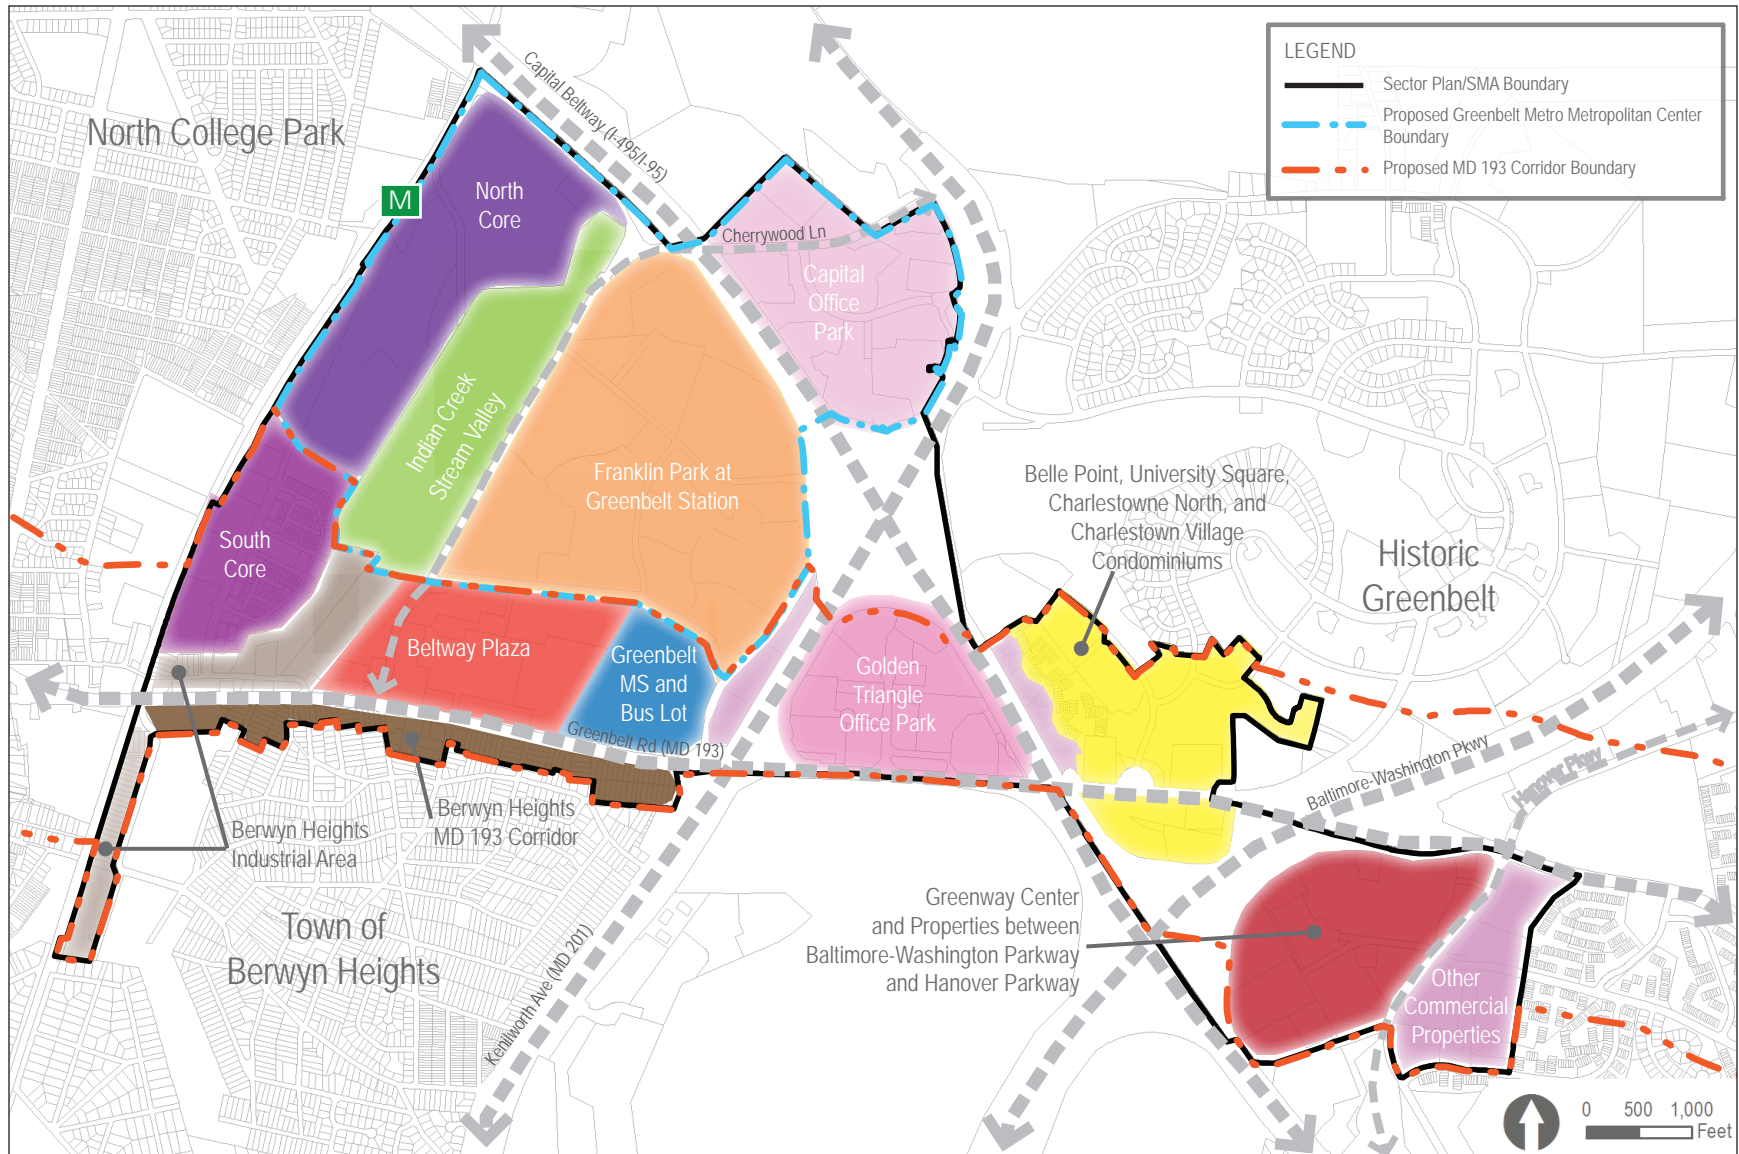 LEGEND
Sector Plan/SMA Boundary
Proposed Greenbelt Metro Metropolitan Center
Boundary
Proposed MD 193 Corridor Boundary
North College Park
M
North
Core
Capital Beltway (I-495/I-95)
Cherrywood Ln
Capital
Office
Park
Indian Creek
Stream Valley
Franklin Park at
Greenbelt Station
South
Core
Belle Point, University Square,
Charlestowne North, and
Charlestown Village
Condominiums
Historic
Greenbelt
Beltway Plaza
Greenbelt
MS and
Bus Lot
Golden
Triangle
Office Park
Greenbelt Rd (MD 193)
Baltimore-Washington Pkwy
Hanover Pkwy
Berwyn Heights
Industrial Area
Berwyn Heights
MD 193 Corridor
Town of
Berwyn Heights
Kenilworth Ave (MD 201)
Greenway Center
and Properties between
Baltimore-Washington Parkway
and Hanover Parkway
Other
Commercial
Properties
0 500 1,000
Feet